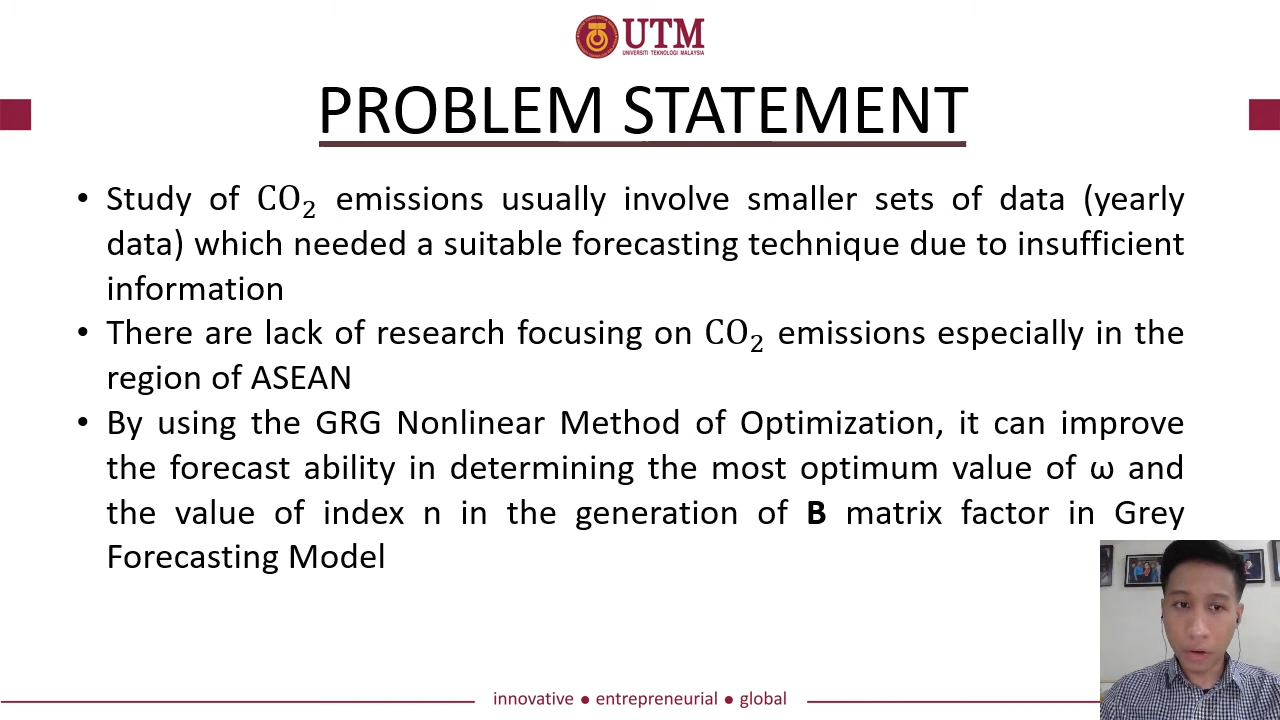 UTM
UNIVERSITI TEKNOLOGI MALAYSIA
PROBLEM STATEMENT
• Study of CO₂ emissions usually involve smaller sets of data (yearly
data) which needed a suitable forecasting technique due to insufficient
information
• There are lack of research focusing on CO₂ emissions especially in the
region of ASEAN
• By using the GRG Nonlinear Method of Optimization, it can improve
the forecast ability in determining the most optimum value of ω and
the value of index n in the generation of B matrix factor in Grey
Forecasting Model
innovative ● entrepreneurial ● global